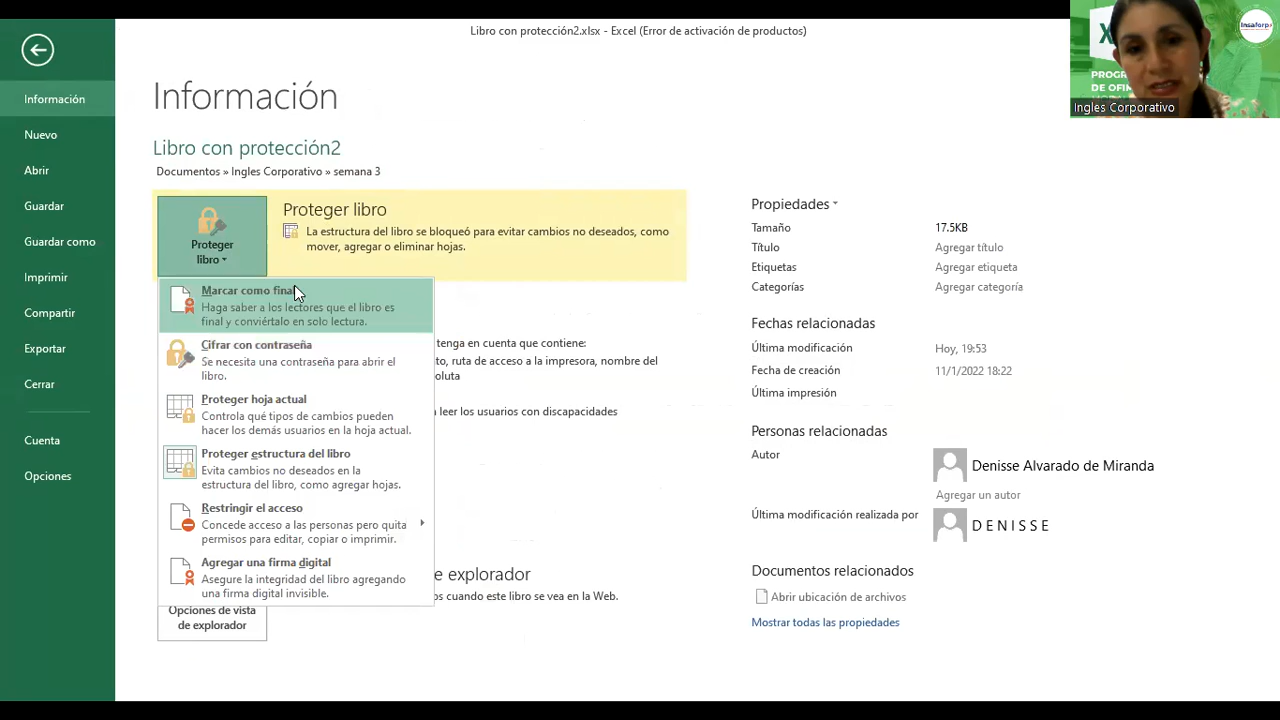 Libro con protección2.xlsx - Excel (Error de activación de productos)
Insaforp
PROG
DE OFI
Ingles Corporativo
Información
Nuevo
Abrir
Guardar
Guardar como
Imprimir
Compartir
Exportar
Cerrar
Cuenta
Opciones
Información
Libro con protección2
Documentos » Ingles Corporativo » semana 3
Proteger
libro
Proteger libro
La estructura del libro se bloqueó para evitar cambios no deseados, como
mover, agregar o eliminar hojas.
Marcar como final
Haga saber a los lectores que el libro es
final y conviértalo en solo lectura.
Cifrar con contraseña
Se necesita una contraseña para abrir el
libro.
Proteger hoja actual
Controla qué tipos de cambios pueden
hacer los demás usuarios en la hoja actual.
Proteger estructura del libro
Evita cambios no deseados en la
estructura del libro, como agregar hojas.
Restringir el acceso
Concede acceso a las personas pero quita
permisos para editar, copiar o imprimir.
Agregar una firma digital
Asegure la integridad del libro agregando
una firma digital invisible.
tenga en cuenta que contiene:
to, ruta de acceso a la impresora, nombre del
oluta
leer los usuarios con discapacidades
e explorador
os cuando este libro se vea en la Web.
Opciones de vista
de explorador
Propiedades
Tamaño 17.5KB
Título Agregar título
Etiquetas Agregar etiqueta
Categorías Agregar categoría
Fechas relacionadas
Última modificación Hoy, 19:53
Fecha de creación 11/1/2022 18:22
Última impresión
Personas relacionadas
Autor Denisse Alvarado de Miranda
Agregar un autor
Última modificación realizada por D E N I S S E
Documentos relacionados
Abrir ubicación de archivos
Mostrar todas las propiedades